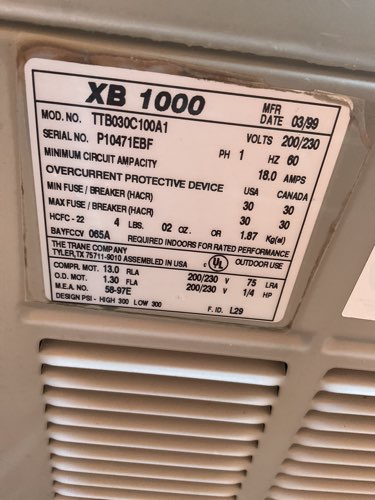 XB 1000
MFR DATE 03/99
MOD. NO. TTB030C100A1
SERIAL NO. P10471EBF
VOLTS 200/230
PH 1 HZ 60
MINIMUM CIRCUIT AMPACITY 18.0 AMPS
OVERCURRENT PROTECTIVE DEVICE USA CANADA
MIN FUSE / BREAKER (HACR) 30 30
MAX FUSE / BREAKER (HACR) 30 30
HCFC - 22 4 LBS. 02 OZ. OR 1.87 Kg(sl)
BAYFCCV 065A REQUIRED INDOORS FOR RATED PERFORMANCE
THE TRANE COMPANY
TYLER,TX 75711-9010 ASSEMBLED IN USA c UL OUTDOOR USE
COMPR. MOT. 13.0 RLA 200/230 V 75 LRA
O.D. MOT. 1.30 FLA 200/230 V 1/4 HP
M.E.A. NO. 58-97E
DESIGN PSI - HIGH 300 LOW 300 F. ID. L29